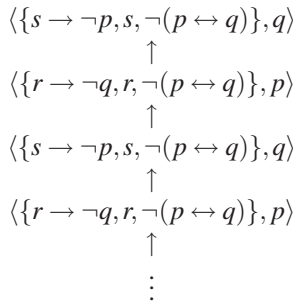 ⟨{s → ¬p, s, ¬(p ↔ q)}, q⟩
↑
⟨{r → ¬q, r, ¬(p ↔ q)}, p⟩
↑
⟨{s → ¬p, s, ¬(p ↔ q)}, q⟩
↑
⟨{r → ¬q, r, ¬(p ↔ q)}, p⟩
↑
⋮